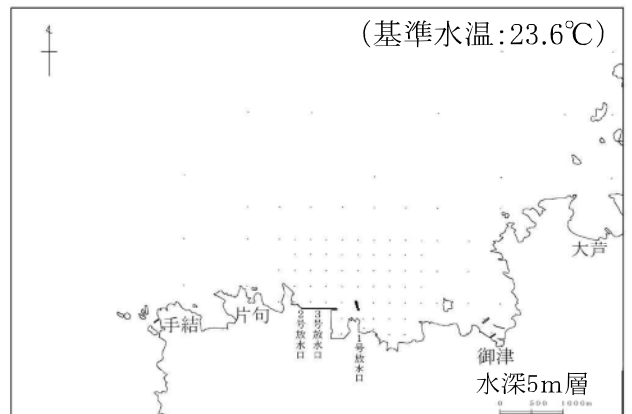 (基準水温:23.6℃)
大芦
手結
片句
2号放水口
3号放水口
1号放水口
御津
水深5m層
0 500 1000m